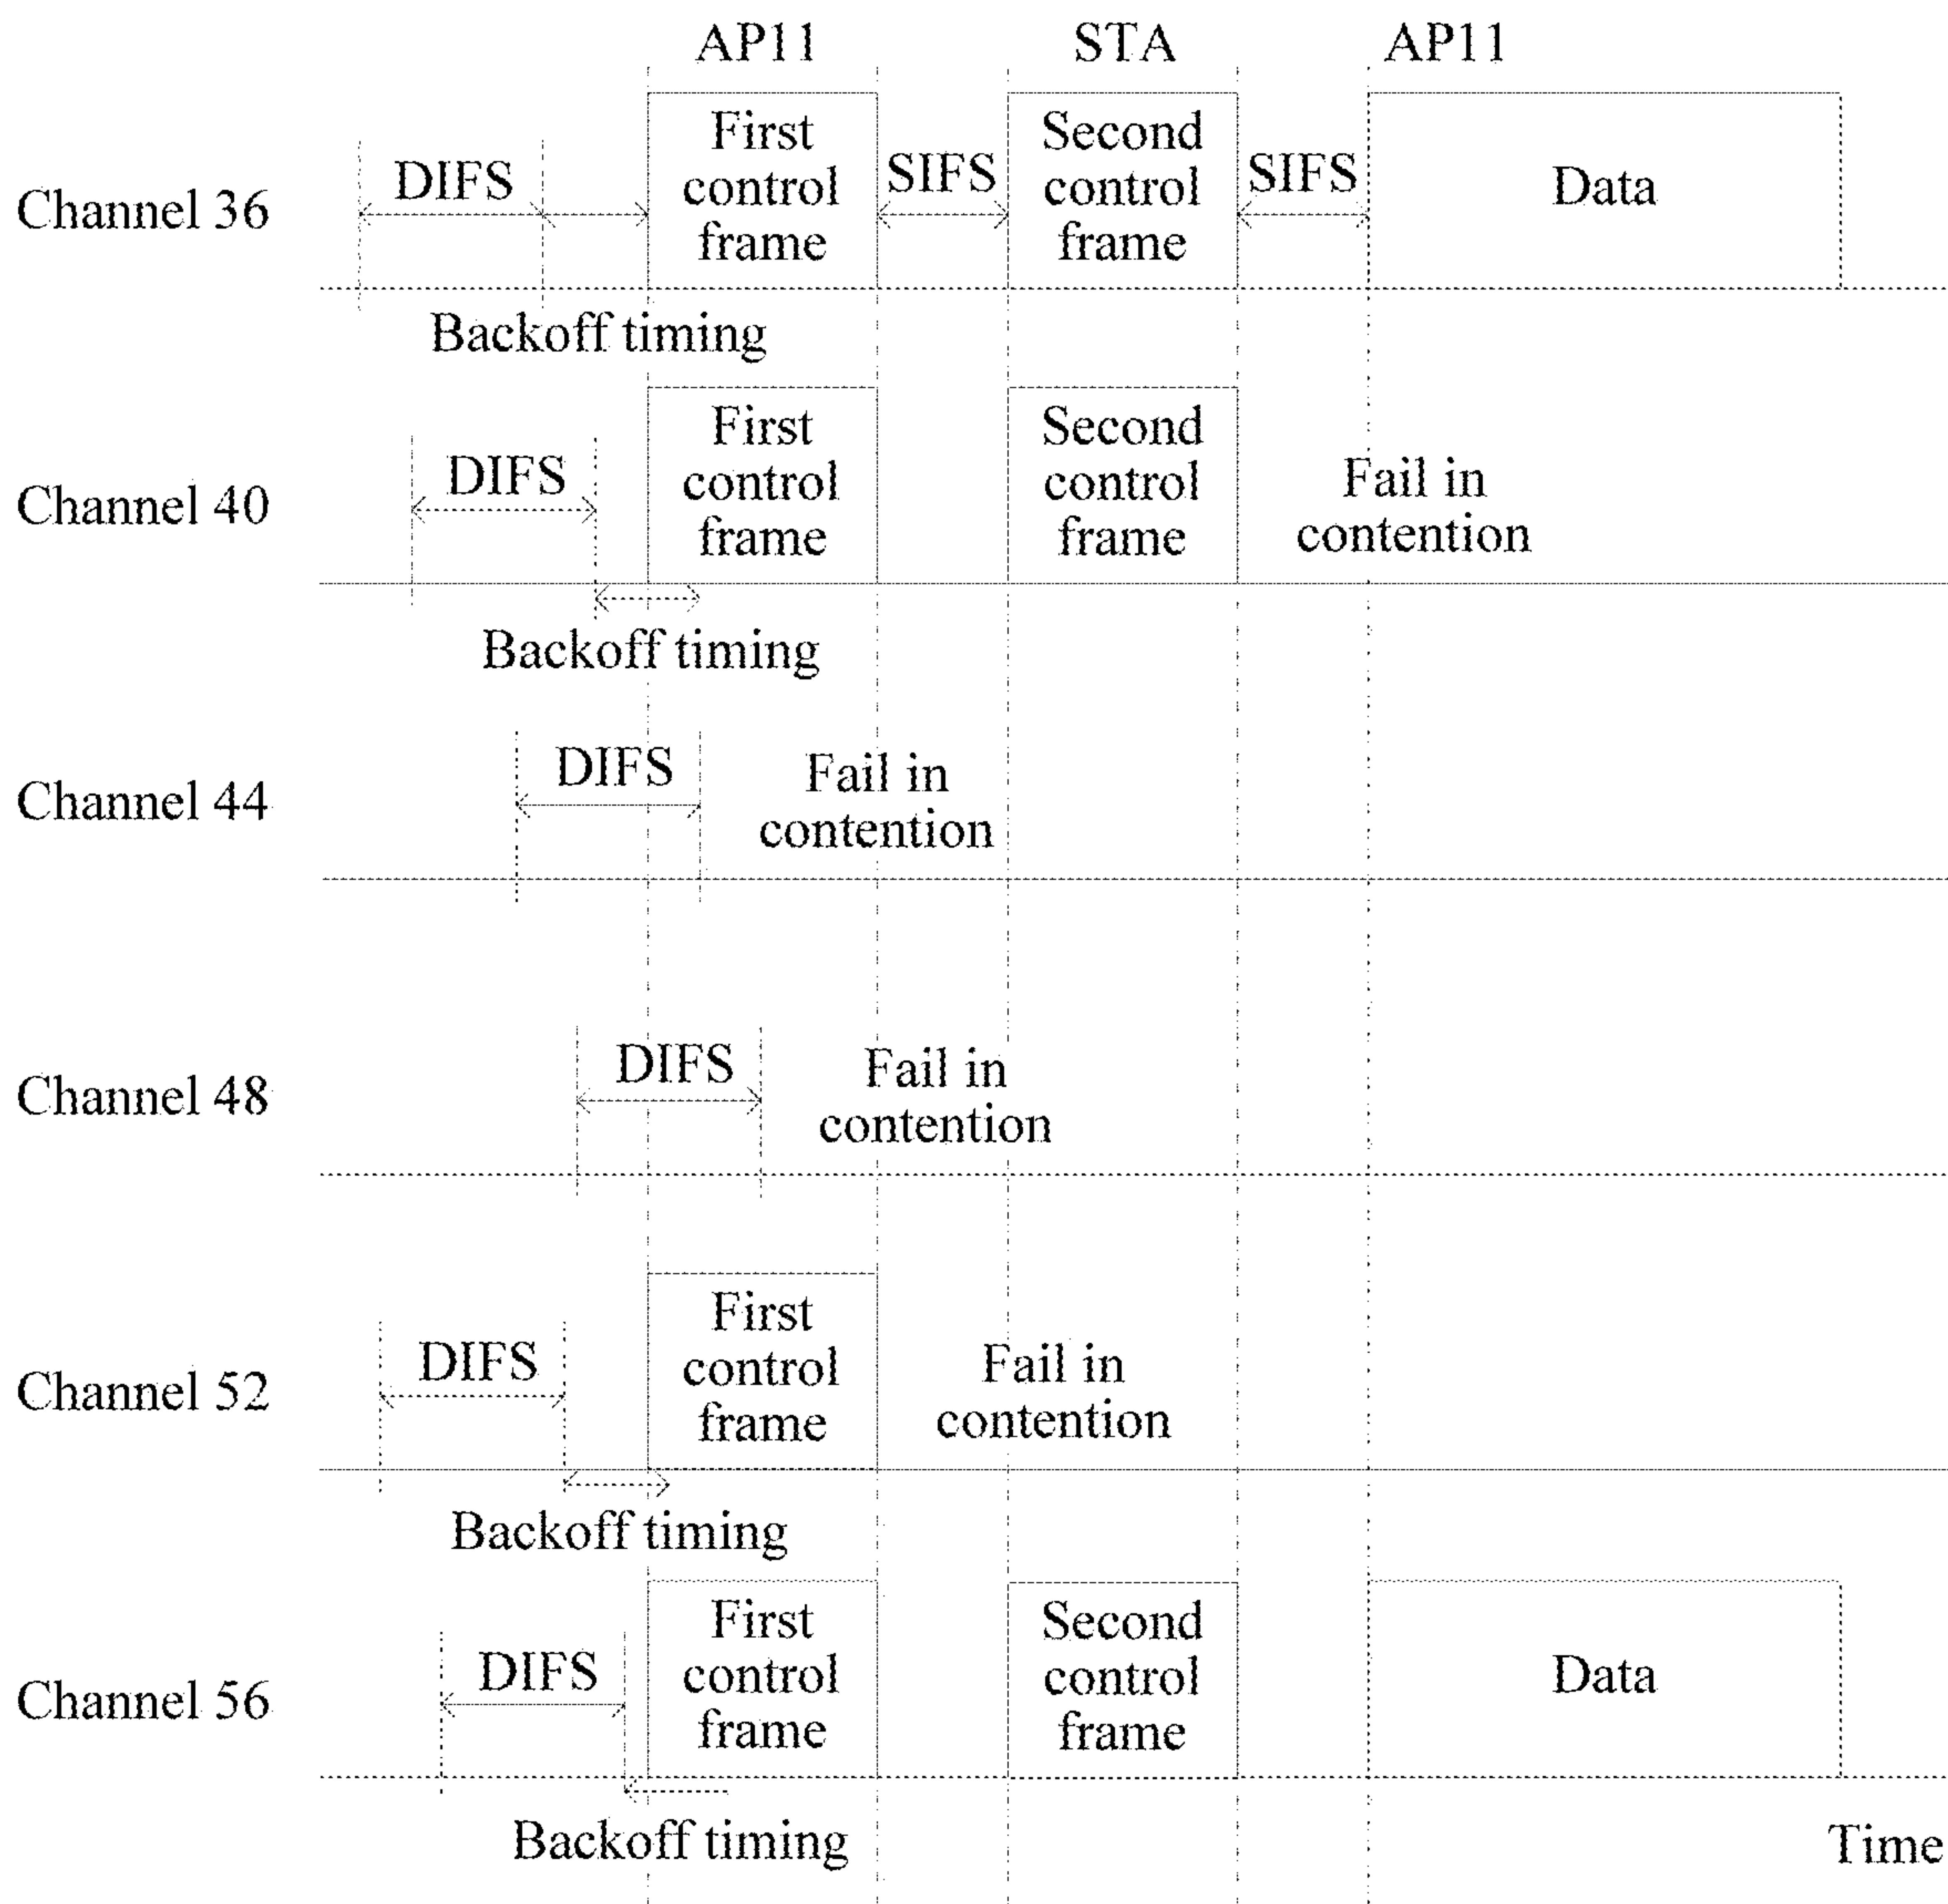 AP11 STA AP11
Channel 36
DIFS
First
control
frame
SIFS
Second
control
frame
SIFS
Data
Backoff timing
Channel 40
DIFS
First
control
frame
Second
control
frame
Fail in
contention
Backoff timing
Channel 44
DIFS
Fail in
contention
Channel 48
DIFS
Fail in
contention
Channel 52
DIFS
First
control
frame
Fail in
contention
Backoff timing
Channel 56
DIFS
First
control
frame
Second
control
frame
Data
Backoff timing
Time